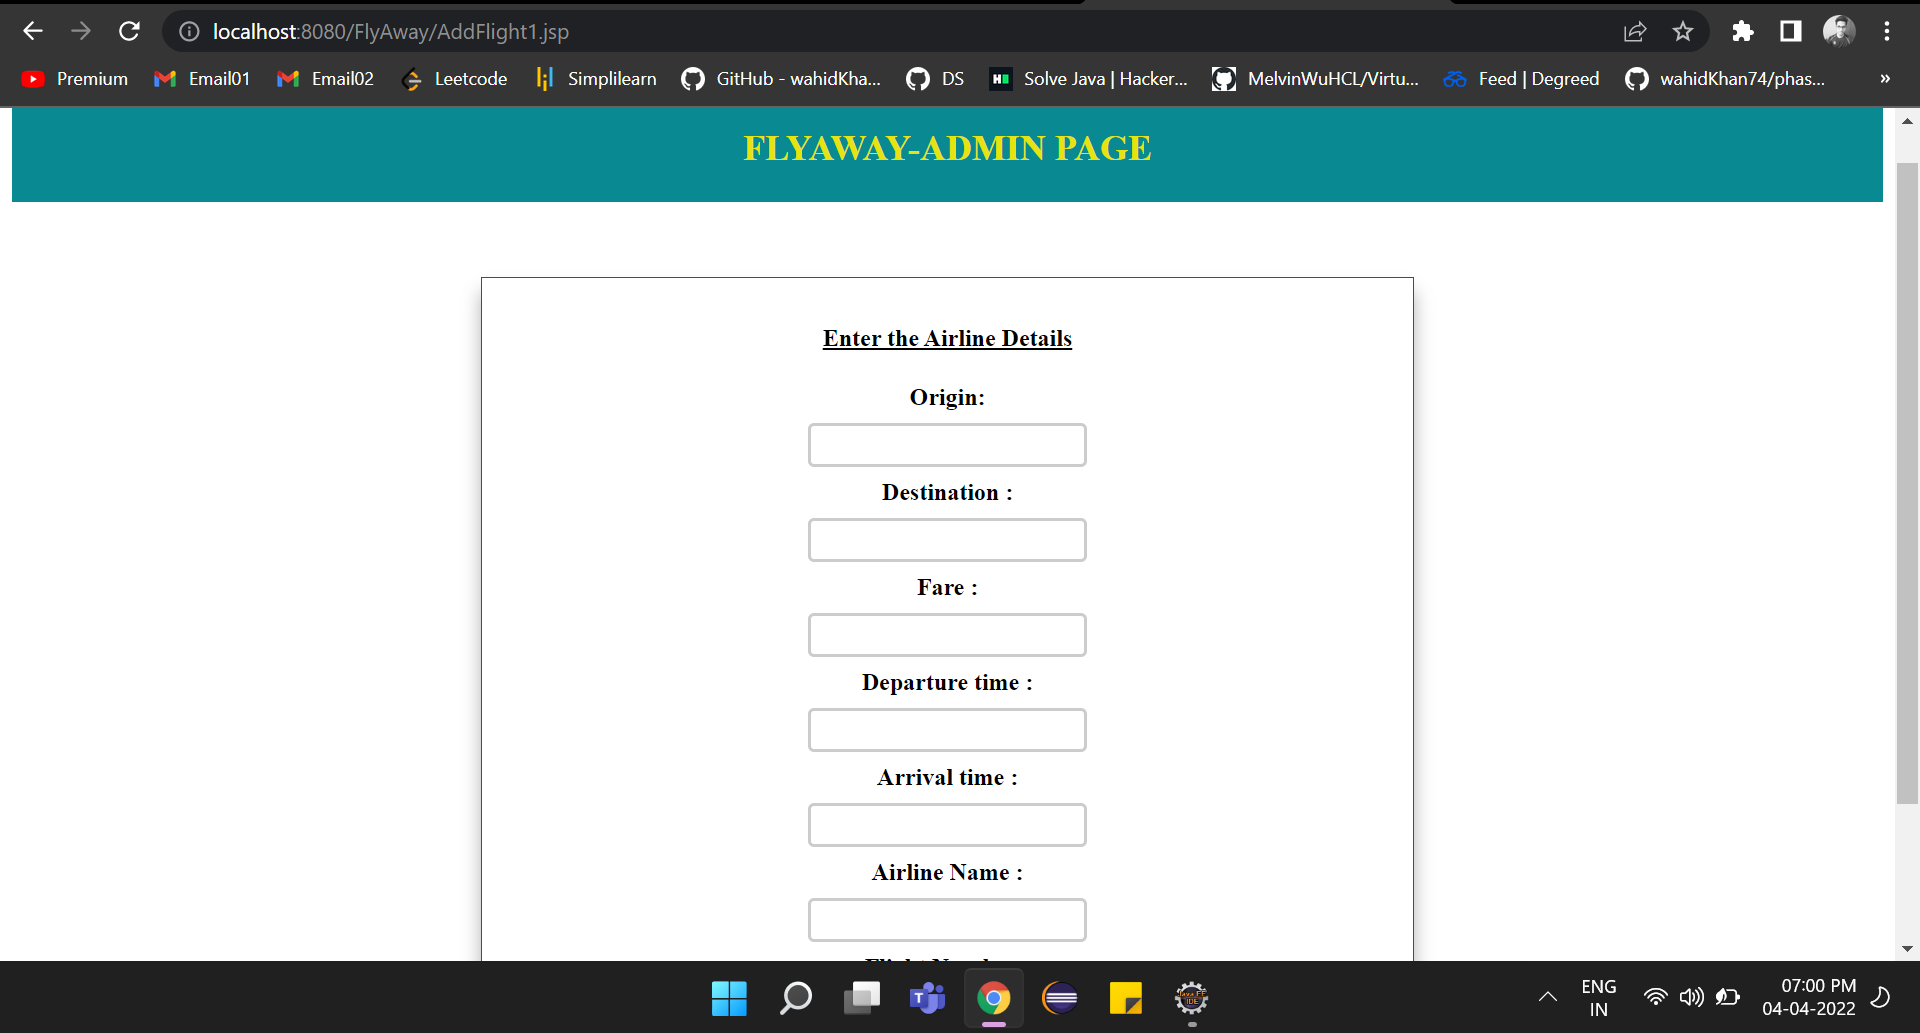 localhost:8080/FlyAway/AddFlight1.jsp
Premium Email01 Email02 Leetcode Simplilearn GitHub - wahidKha... DS Solve Java | Hacker... MelvinWuHCL/Virtu... Feed | Degreed wahidKhan74/phas... »
FLYAWAY-ADMIN PAGE
Enter the Airline Details
Origin:
Destination :
Fare :
Departure time :
Arrival time :
Airline Name :
ENG 07:00 PM
IN 04-04-2022